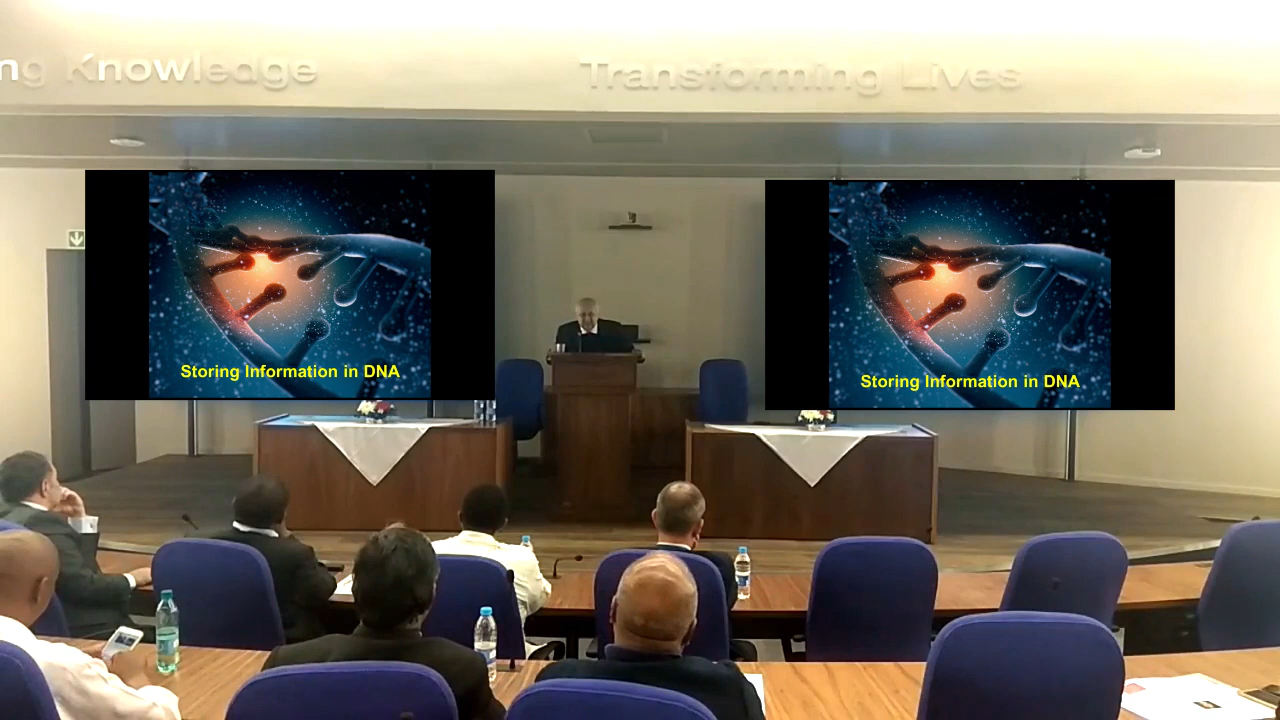 ng Knowledge
Transforming Lives
Storing Information in DNA
Storing Information in DNA